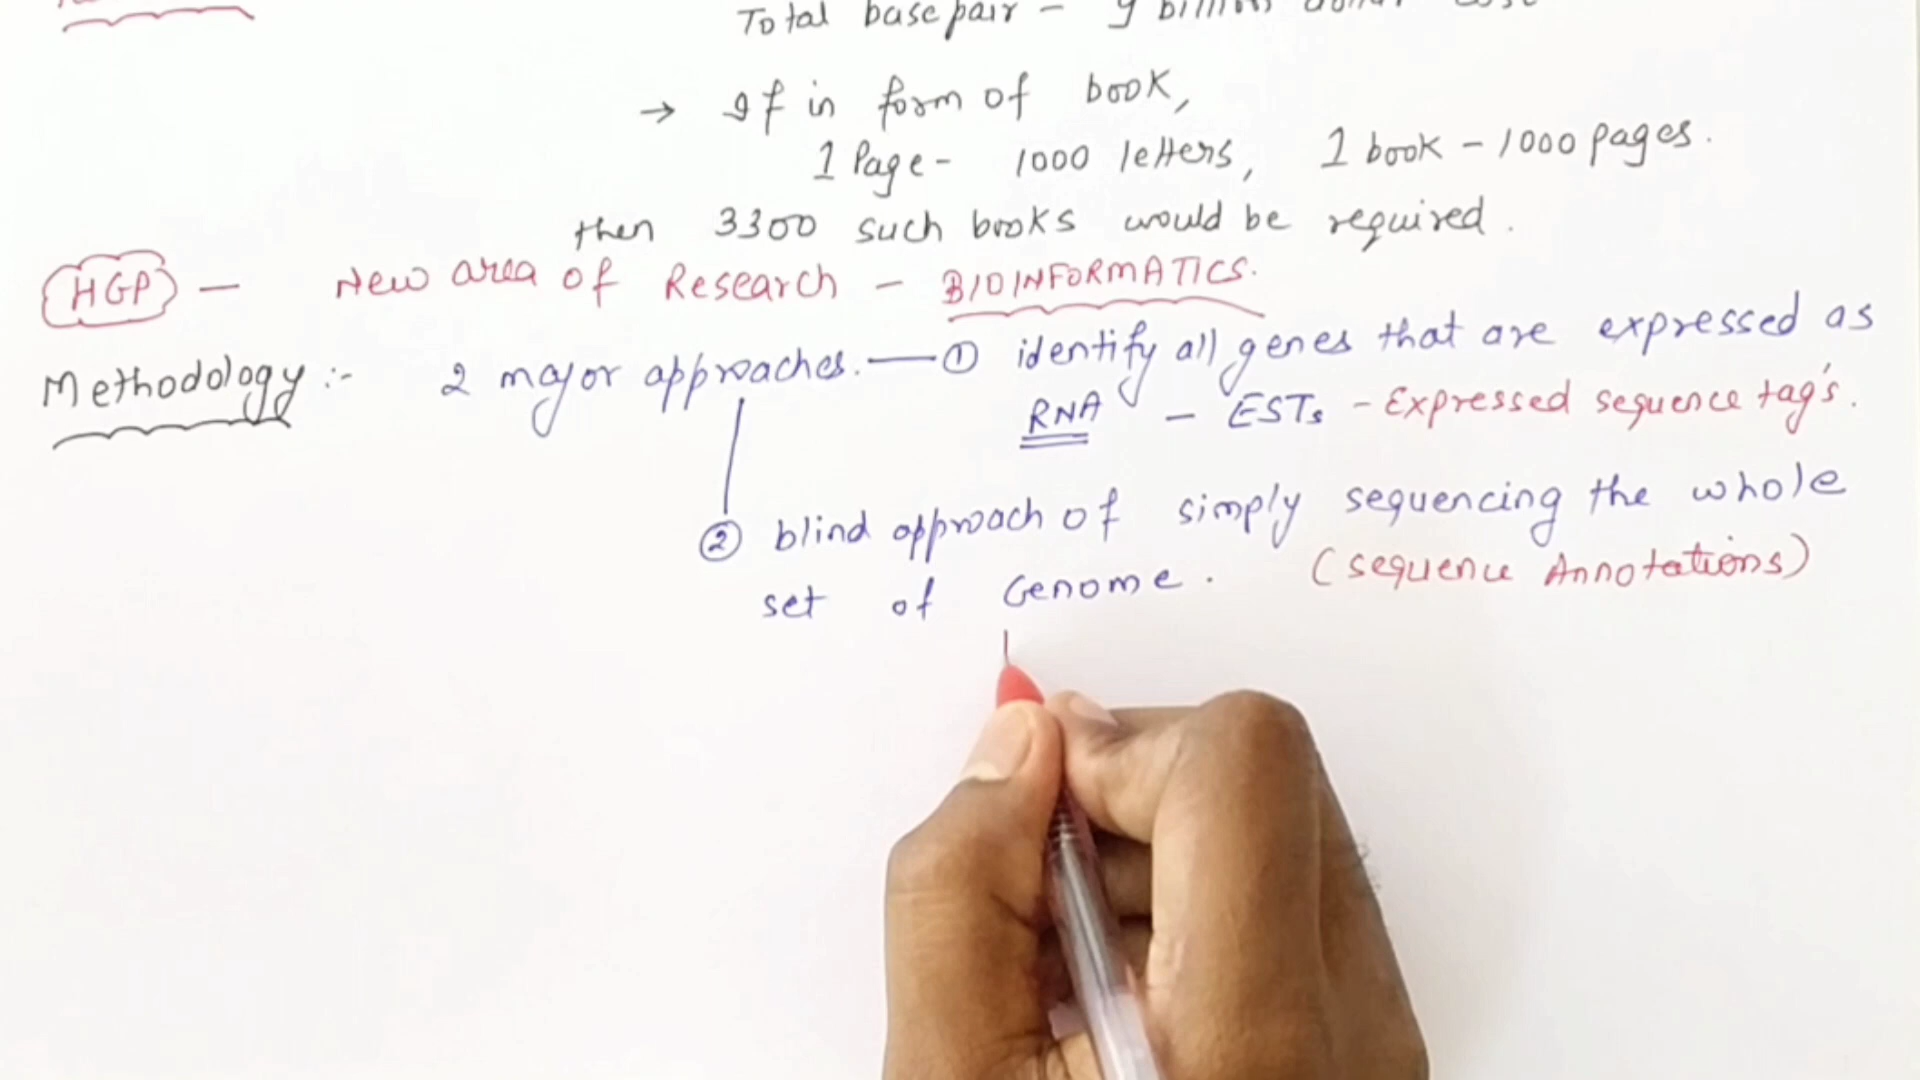 Total base pair - 9 billion
→ If in form of book,
1 Page - 1000 letters, 1 book - 1000 pages.
then 3300 such books would be required.
HGP - New area of Research - BIOINFORMATICS.
Methodology :- 2 major approaches. — ① identify all genes that are expressed as
RNA - ESTs - Expressed sequence tag's.
② blind approach of simply sequencing the whole
set of Genome. (sequence Annotations)